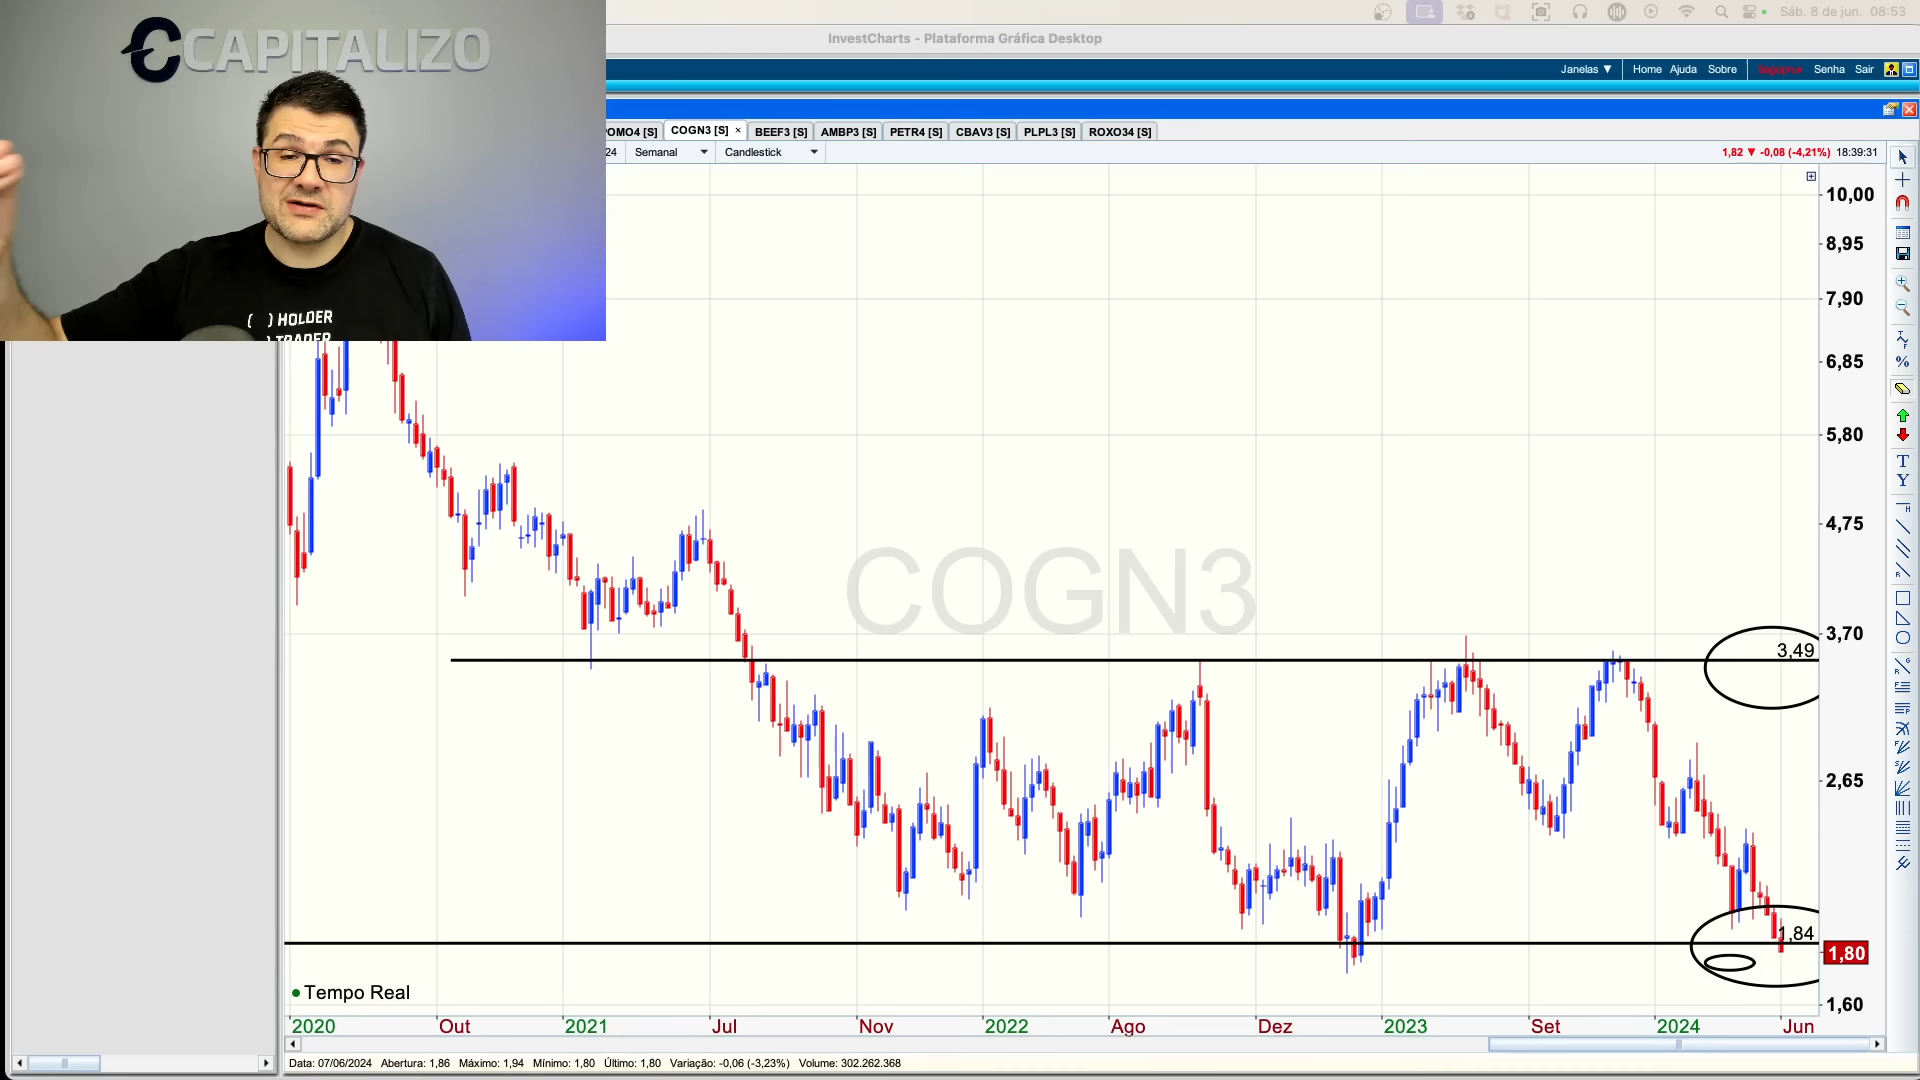 CAPITALIZO
( ) HOLDER
) TRADER
Sáb. 8 de jun. 08:53
InvestCharts - Plataforma Gráfica Desktop
Janelas ▼ Home Ajuda Sobre Senha Sair
POMO4 [S] COGN3 [S] × BEEF3 [S] AMBP3 [S] PETR4 [S] CBAV3 [S] PLPL3 [S] ROXO34 [S]
24 Semanal Candlestick 1,82 ▼ -0,08 (-4,21%) 18:39:31
COGN3
10,00
8,95
7,90
6,85
5,80
4,75
3,70
3,49
2,65
1,84
1,80
1,60
Tempo Real
2020 Out 2021 Jul Nov 2022 Ago Dez 2023 Set 2024 Jun
Data: 07/06/2024 Abertura: 1,86 Máximo: 1,94 Mínimo: 1,80 Último: 1,80 Variação: -0,06 (-3,23%) Volume: 302.262.368